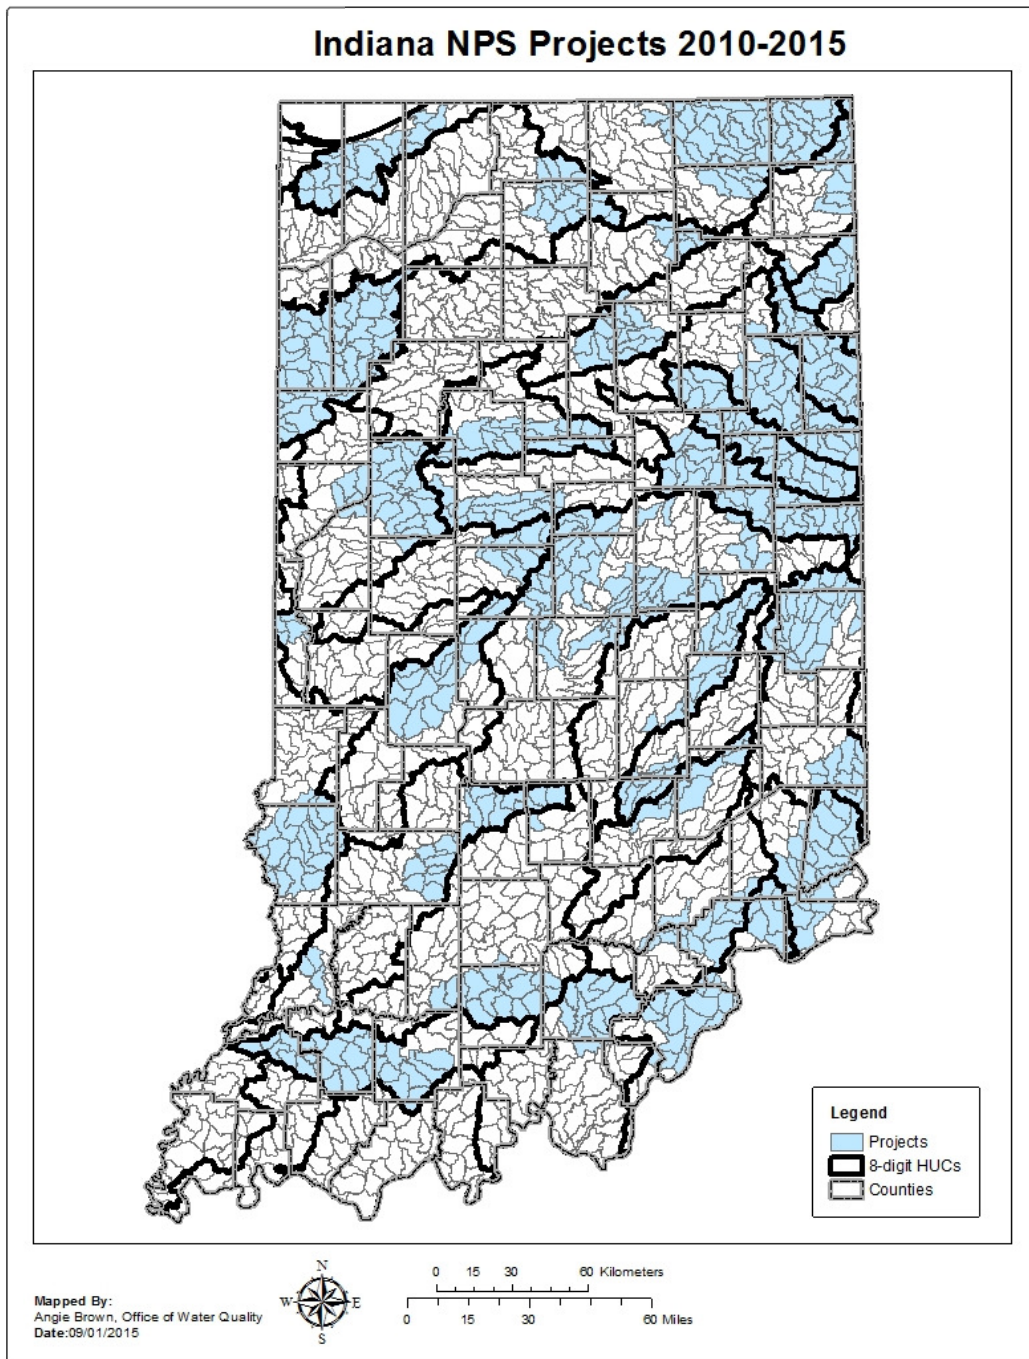 Indiana NPS Projects 2010-2015
Legend
Projects
8-digit HUCs
Counties
N
W E
S
0 15 30 60 Kilometers
0 15 30 60 Miles
Mapped By:
Angie Brown, Office of Water Quality
Date:09/01/2015